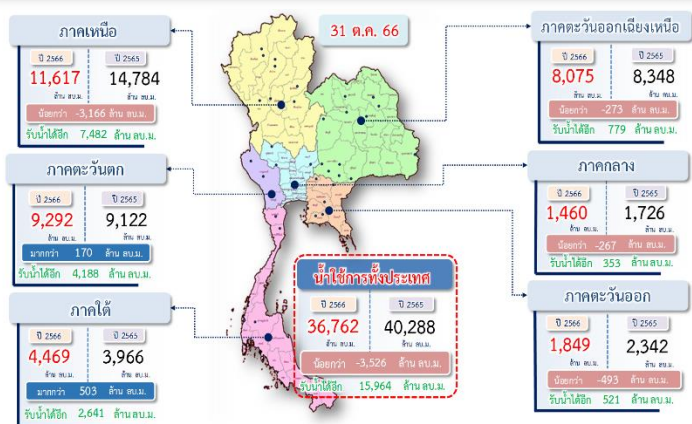 31 ต.ค. 66
ภาคเหนือ
ปี 2566 ปี 2565
11,617 14,784
ล้าน ลบ.ม. ล้าน ลบ.ม.
น้อยกว่า -3,166 ล้าน ลบ.ม.
รับน้ำได้อีก 7,482 ล้าน ลบ.ม.
ภาคตะวันตก
ปี 2566 ปี 2565
9,292 9,122
ล้าน ลบ.ม. ล้าน ลบ.ม.
มากกว่า 170 ล้าน ลบ.ม.
รับน้ำได้อีก 4,188 ล้าน ลบ.ม.
ภาคใต้
ปี 2566 ปี 2565
4,469 3,966
ล้าน ลบ.ม. ล้าน ลบ.ม.
มากกว่า 503 ล้าน ลบ.ม.
รับน้ำได้อีก 2,641 ล้าน ลบ.ม.
น้ำใช้การทั้งประเทศ
ปี 2566 ปี 2565
36,762 40,288
ล้าน ลบ.ม. ล้าน ลบ.ม.
น้อยกว่า -3,526 ล้าน ลบ.ม.
รับน้ำได้อีก 15,964 ล้าน ลบ.ม.
ภาคตะวันออกเฉียงเหนือ
ปี 2566 ปี 2565
8,075 8,348
ล้าน ลบ.ม. ล้าน ลบ.ม.
น้อยกว่า -273 ล้าน ลบ.ม.
รับน้ำได้อีก 779 ล้าน ลบ.ม.
ภาคกลาง
ปี 2566 ปี 2565
1,460 1,726
ล้าน ลบ.ม. ล้าน ลบ.ม.
น้อยกว่า -267 ล้าน ลบ.ม.
รับน้ำได้อีก 353 ล้าน ลบ.ม.
ภาคตะวันออก
ปี 2566 ปี 2565
1,849 2,342
ล้าน ลบ.ม. ล้าน ลบ.ม.
น้อยกว่า -493 ล้าน ลบ.ม.
รับน้ำได้อีก 521 ล้าน ลบ.ม.